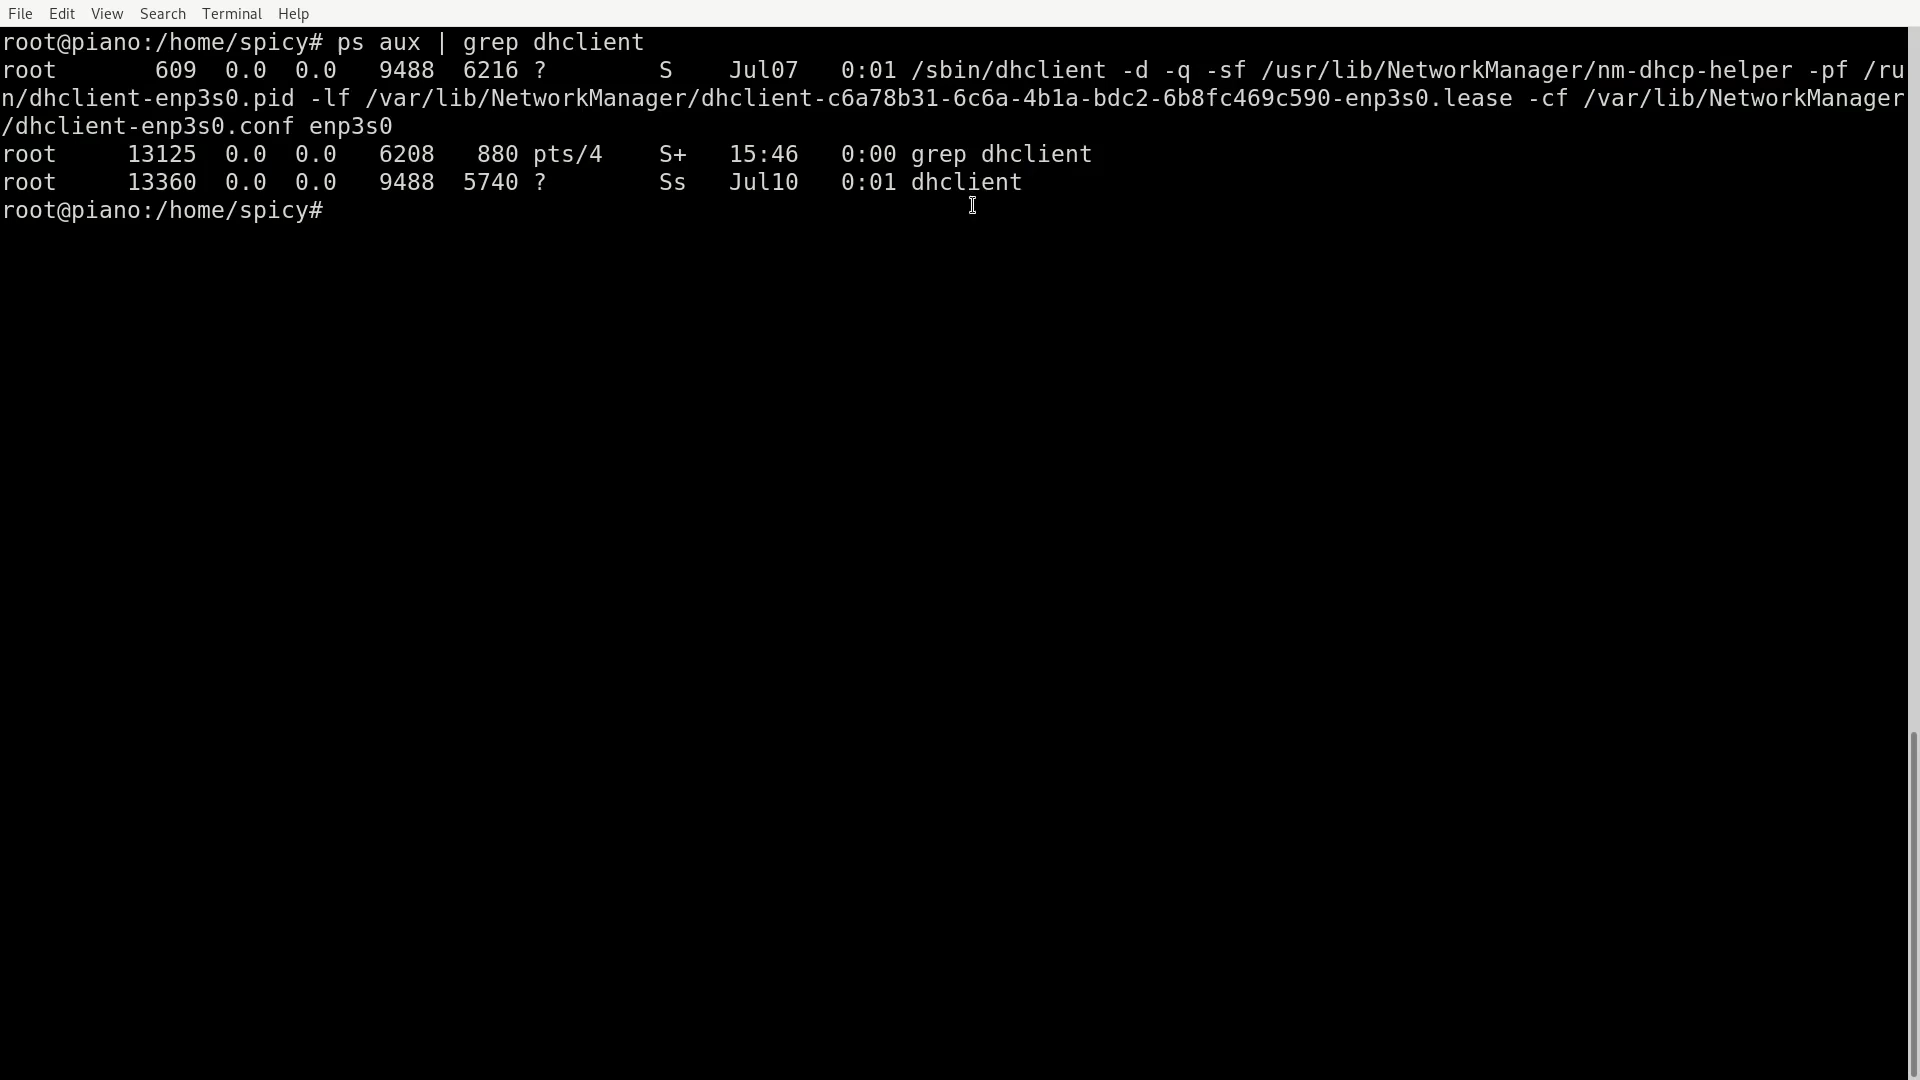 File Edit View Search Terminal Help
root@piano:/home/spicy# ps aux | grep dhclient
root       609  0.0  0.0   9488  6216 ?        S    Jul07   0:01 /sbin/dhclient -d -q -sf /usr/lib/NetworkManager/nm-dhcp-helper -pf /ru
n/dhclient-enp3s0.pid -lf /var/lib/NetworkManager/dhclient-c6a78b31-6c6a-4b1a-bdc2-6b8fc469c590-enp3s0.lease -cf /var/lib/NetworkManager
/dhclient-enp3s0.conf enp3s0
root     13125  0.0  0.0   6208   880 pts/4    S+   15:46   0:00 grep dhclient
root     13360  0.0  0.0   9488  5740 ?        Ss   Jul10   0:01 dhclient
root@piano:/home/spicy#